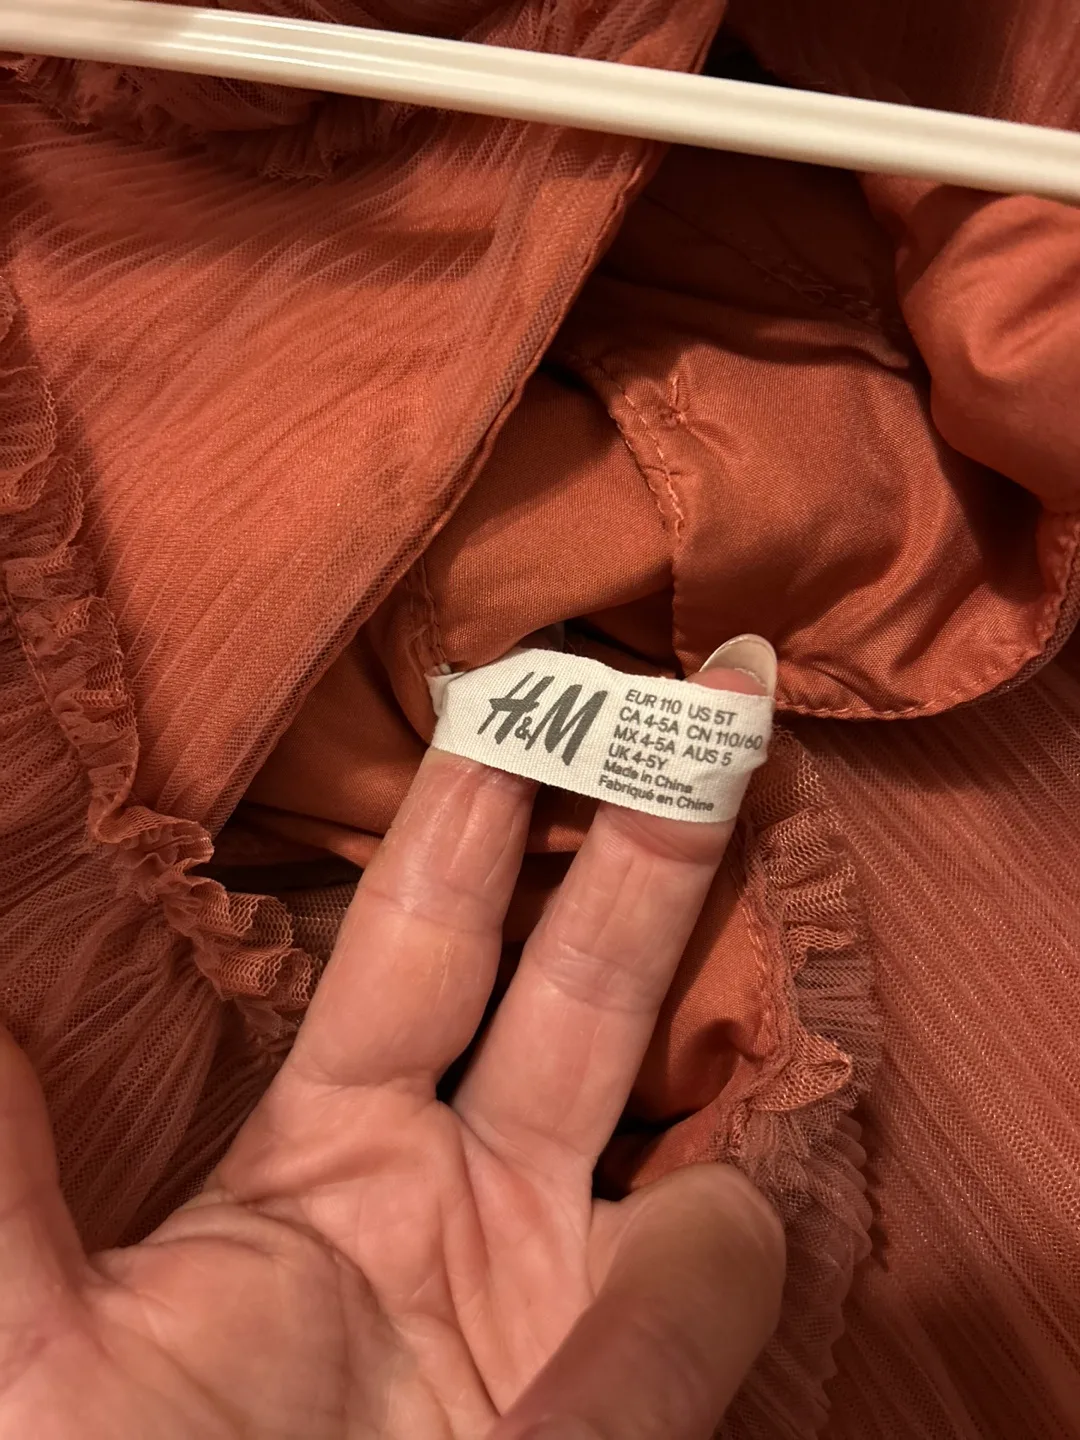 H&M
EUR 110 US 5T
CA 4-5A CN 110/60
MX 4-5A AUS 5
UK 4-5Y
Made in China
Fabriqué en Chine